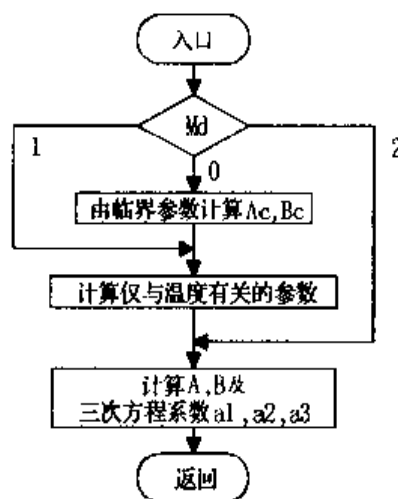 入口
Md
1
2
0
由临界参数计算Ac,Bc
计算仅与温度有关的参数
计算A,B及
三次方程系数a1,a2,a3
返回